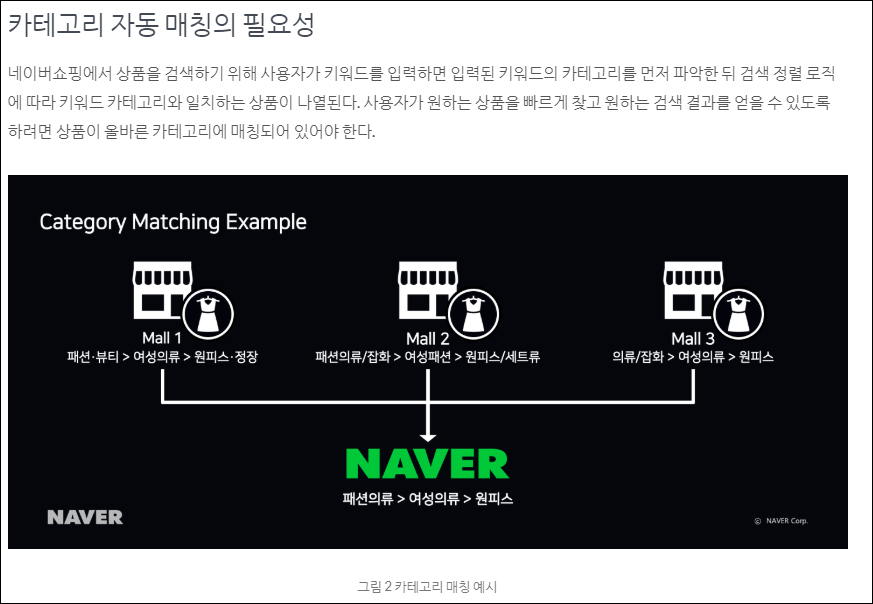 카테고리 자동 매칭의 필요성
네이버쇼핑에서 상품을 검색하기 위해 사용자가 키워드를 입력하면 입력된 키워드의 카테고리를 먼저 파악한 뒤 검색 정렬 로직
에 따라 키워드 카테고리와 일치하는 상품이 나열된다. 사용자가 원하는 상품을 빠르게 찾고 원하는 검색 결과를 얻을 수 있도록
하려면 상품이 올바른 카테고리에 매칭되어 있어야 한다.
Category Matching Example
Mall 1
패션·뷰티 > 여성의류 > 원피스·정장
Mall 2
패션의류/잡화 > 여성패션 > 원피스/세트류
Mall 3
의류/잡화 > 여성의류 > 원피스
NAVER
패션의류 > 여성의류 > 원피스
NAVER
© NAVER Corp.
그림 2 카테고리 매칭 예시